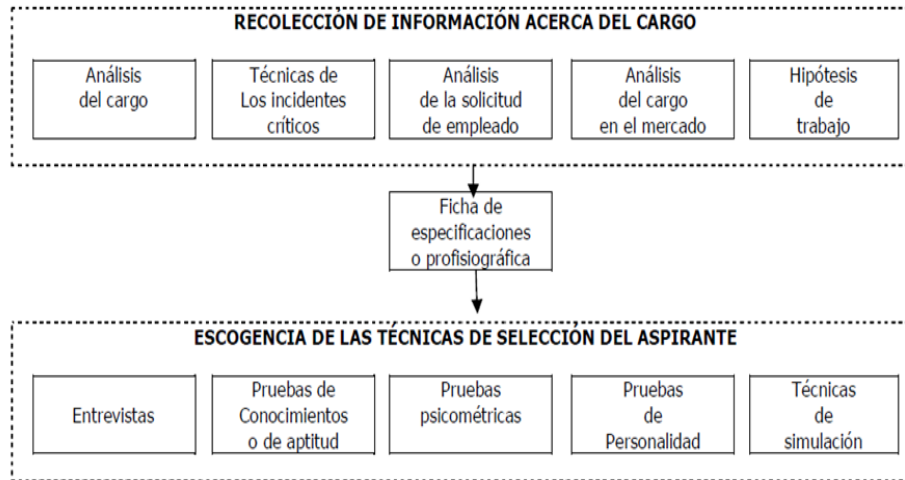 RECOLECCIÓN DE INFORMACIÓN ACERCA DEL CARGO
Análisis
del cargo
Técnicas de
Los incidentes
críticos
Análisis
de la solicitud
de empleado
Análisis
del cargo
en el mercado
Hipótesis
de
trabajo
Ficha de
especificaciones
o profisiográfica
ESCOGENCIA DE LAS TÉCNICAS DE SELECCIÓN DEL ASPIRANTE
Entrevistas
Pruebas de
Conocimientos
o de aptitud
Pruebas
psicométricas
Pruebas
de
Personalidad
Técnicas
de
simulación